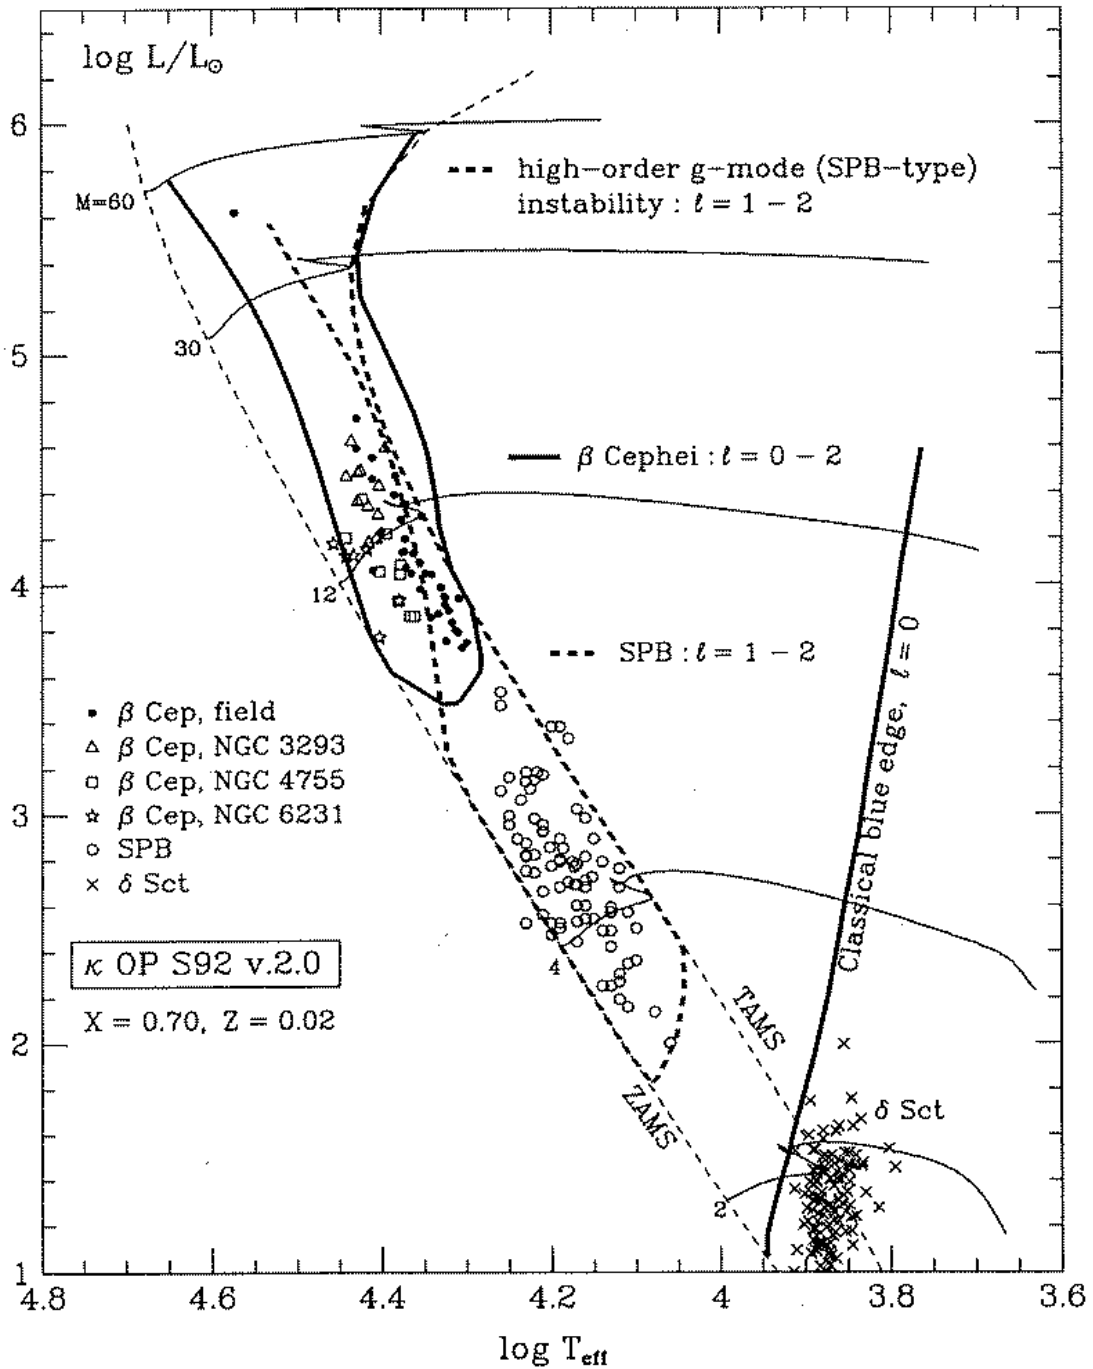 log L/L☉
6
5
4
3
2
1
M=60
30
12
4
2
high-order g-mode (SPB-type)
instability : ℓ = 1 - 2
β Cephei : ℓ = 0 - 2
SPB : ℓ = 1 - 2
Classical blue edge, ℓ = 0
β Cep, field
β Cep, NGC 3293
β Cep, NGC 4755
β Cep, NGC 6231
SPB
δ Sct
κ OP S92 v.2.0
X = 0.70, Z = 0.02
TAMS
ZAMS
δ Sct
4.8 4.6 4.4 4.2 4 3.8 3.6
log Teff